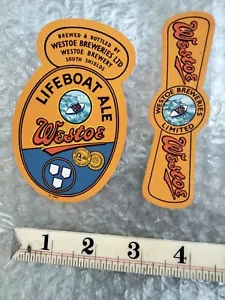 BREWED & BOTTLED BY
WESTOE BREWERIES LTD
WESTOE BREWERY
SOUTH SHIELDS
LIFEBOAT ALE
Westoe
Westoe
WESTOE BREWERIES
LIMITED
Westoe
1 2 3 4